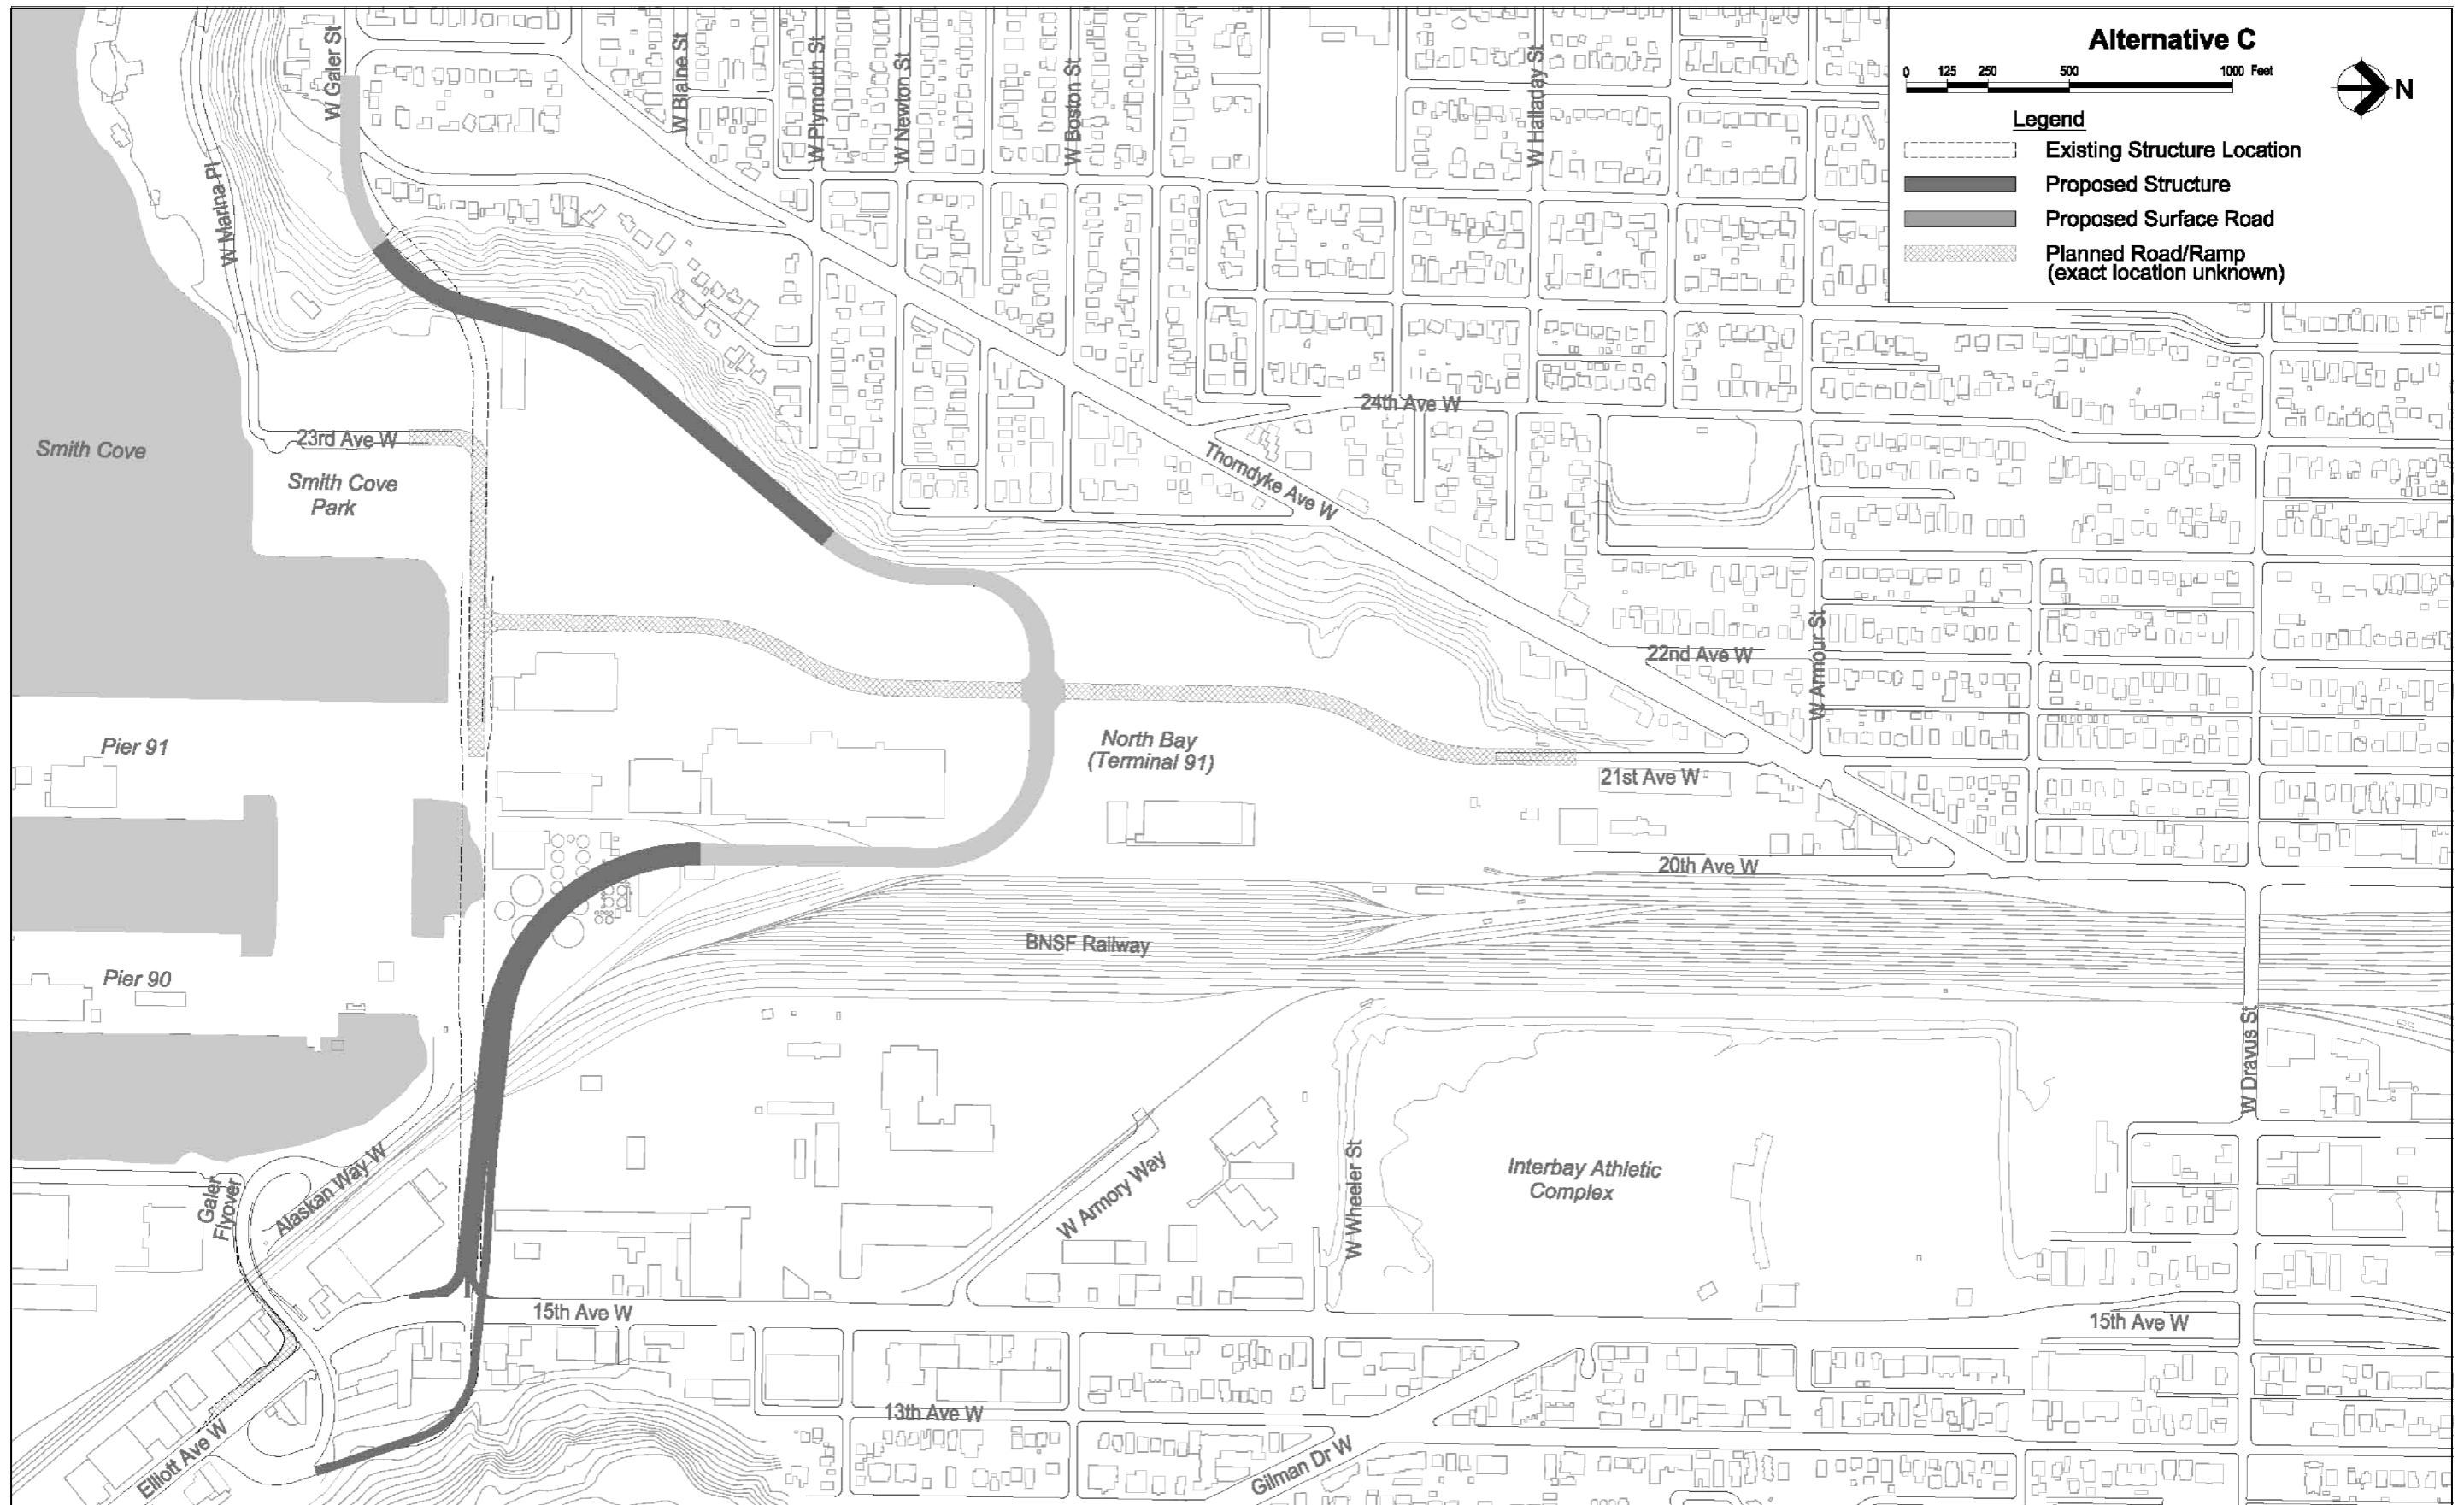 Alternative C
0 125 250 500 1000 Feet
N
Legend
Existing Structure Location
Proposed Structure
Proposed Surface Road
Planned Road/Ramp
(exact location unknown)
W Galer St
W Blaine St
W Plymouth St
W Newton St
W Boston St
W Halladay St
W Marina Pl
24th Ave W
Thorndyke Ave W
23rd Ave W
Smith Cove
Smith Cove
Park
22nd Ave W
W Armour St
Pier 91
North Bay
(Terminal 91)
21st Ave W
20th Ave W
BNSF Railway
Pier 90
W Dravus St
Galer
Flyover
Alaskan Way W
W Armory Way
W Wheeler St
Interbay Athletic
Complex
15th Ave W
15th Ave W
13th Ave W
Elliott Ave W
Gilman Dr W